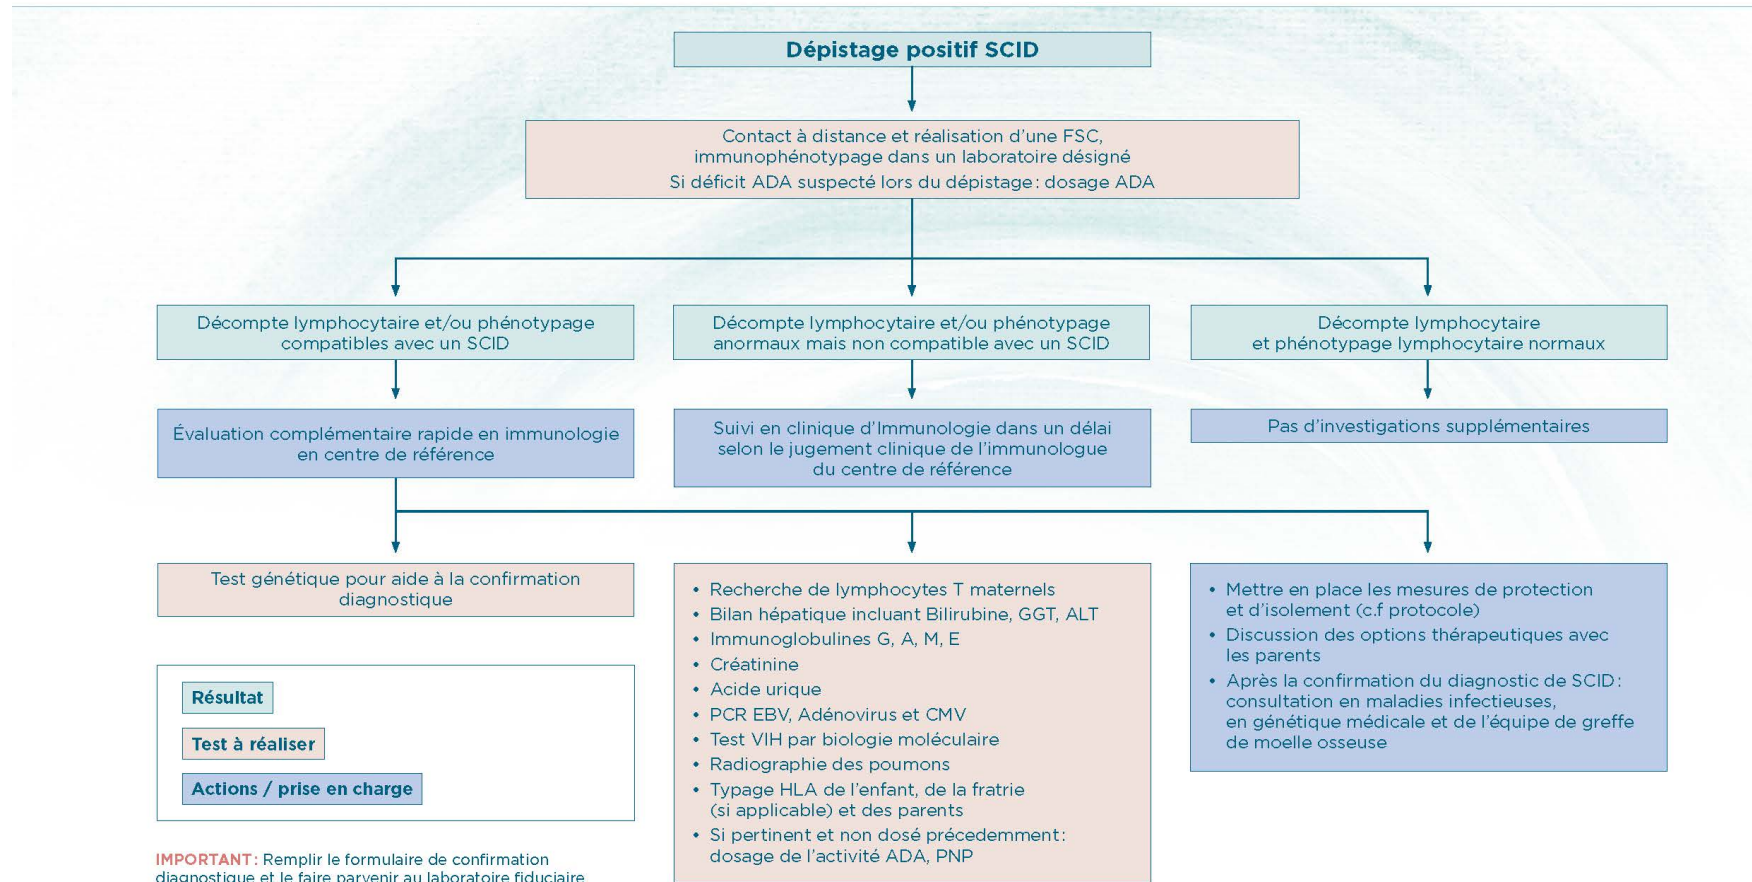 Dépistage positif SCID
Contact à distance et réalisation d'une FSC,
immunophénotypage dans un laboratoire désigné
Si déficit ADA suspecté lors du dépistage : dosage ADA
Décompte lymphocytaire et/ou phénotypage
compatibles avec un SCID
Décompte lymphocytaire et/ou phénotypage
anormaux mais non compatible avec un SCID
Décompte lymphocytaire
et phénotypage lymphocytaire normaux
Évaluation complémentaire rapide en immunologie
en centre de référence
Suivi en clinique d'Immunologie dans un délai
selon le jugement clinique de l'immunologue
du centre de référence
Pas d'investigations supplémentaires
Test génétique pour aide à la confirmation
diagnostique
• Recherche de lymphocytes T maternels
• Bilan hépatique incluant Bilirubine, GGT, ALT
• Immunoglobulines G, A, M, E
• Créatinine
• Acide urique
• PCR EBV, Adénovirus et CMV
• Test VIH par biologie moléculaire
• Radiographie des poumons
• Typage HLA de l'enfant, de la fratrie
(si applicable) et des parents
• Si pertinent et non dosé précedemment :
dosage de l'activité ADA, PNP
• Mettre en place les mesures de protection
et d'isolement (c.f protocole)
• Discussion des options thérapeutiques avec
les parents
• Après la confirmation du diagnostic de SCID :
consultation en maladies infectieuses,
en génétique médicale et de l'équipe de greffe
de moelle osseuse
Résultat
Test à réaliser
Actions / prise en charge
IMPORTANT : Remplir le formulaire de confirmation
diagnostique et le faire parvenir au laboratoire fiduciaire